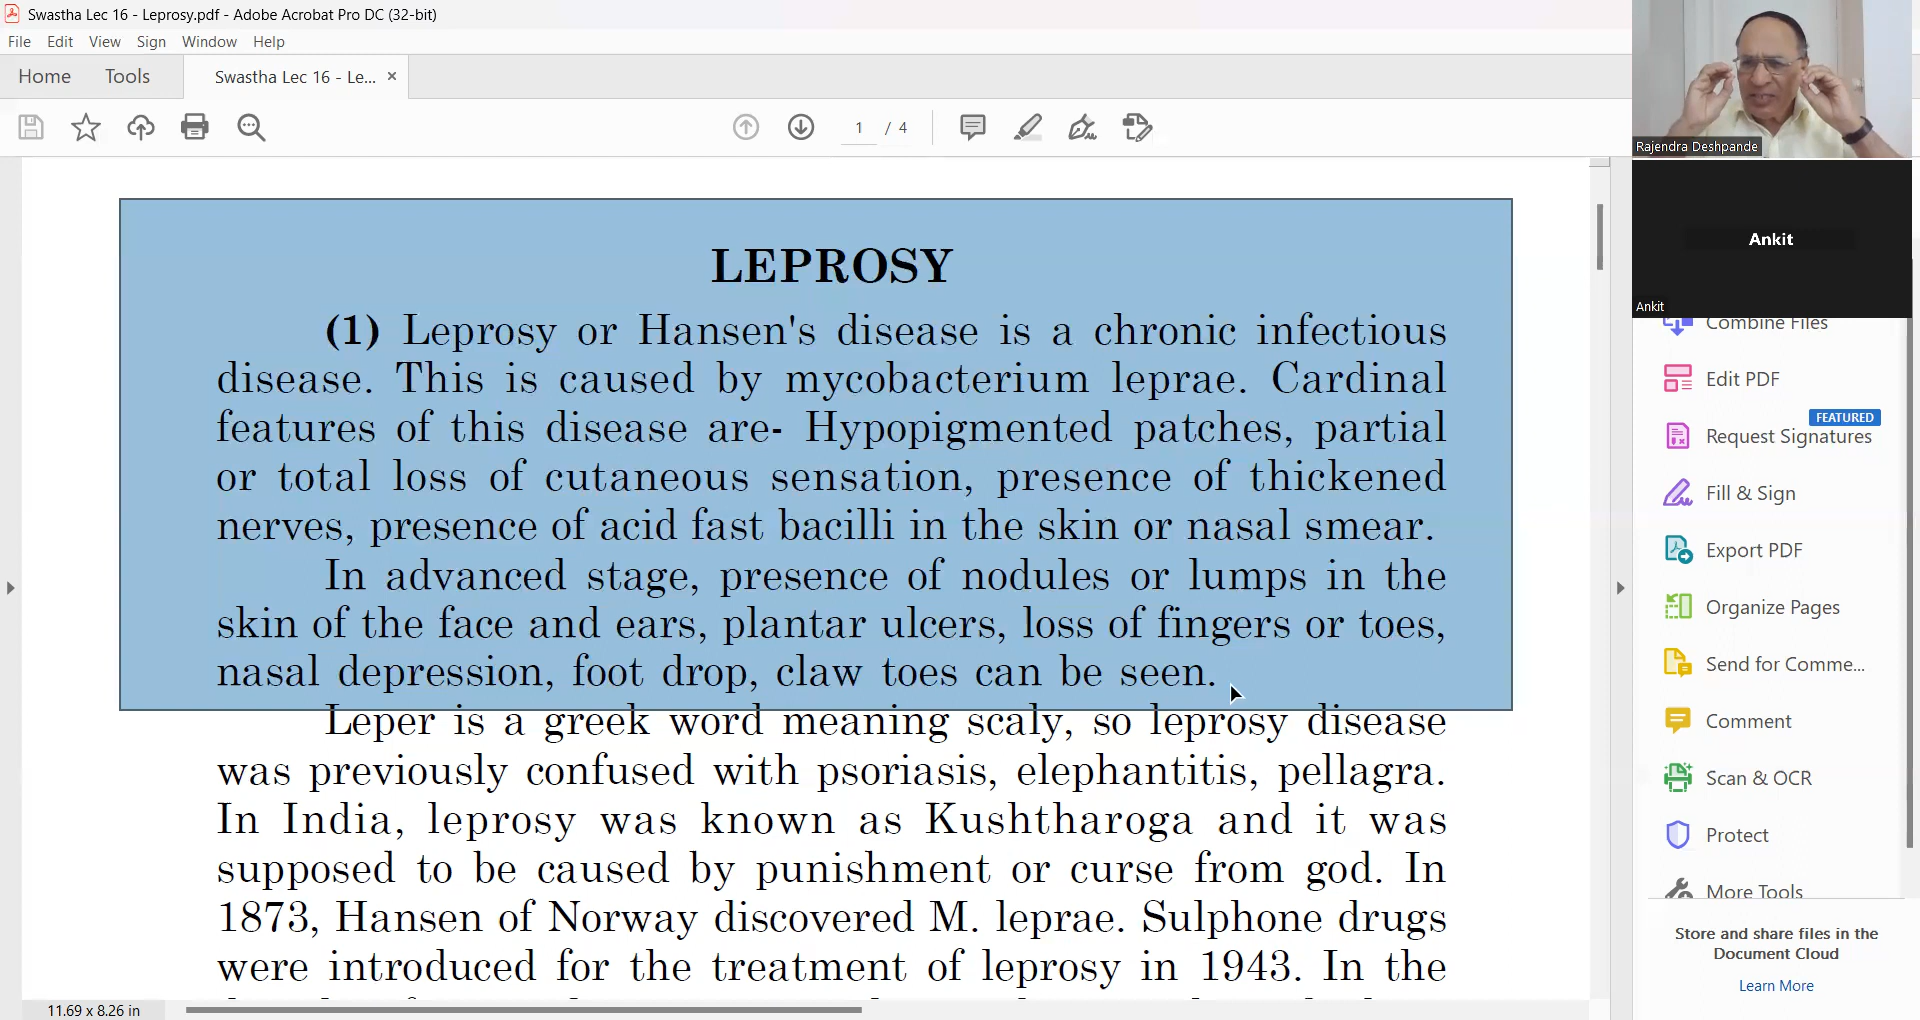 Swastha Lec 16 - Leprosy.pdf - Adobe Acrobat Pro DC (32-bit)
File Edit View Sign Window Help
Home Tools Swastha Lec 16 - Le... ×
1 / 4
LEPROSY
(1) Leprosy or Hansen's disease is a chronic infectious
disease. This is caused by mycobacterium leprae. Cardinal
features of this disease are- Hypopigmented patches, partial
or total loss of cutaneous sensation, presence of thickened
nerves, presence of acid fast bacilli in the skin or nasal smear.
In advanced stage, presence of nodules or lumps in the
skin of the face and ears, plantar ulcers, loss of fingers or toes,
nasal depression, foot drop, claw toes can be seen.
Leper is a greek word meaning scaly, so leprosy disease
was previously confused with psoriasis, elephantitis, pellagra.
In India, leprosy was known as Kushtharoga and it was
supposed to be caused by punishment or curse from god. In
1873, Hansen of Norway discovered M. leprae. Sulphone drugs
were introduced for the treatment of leprosy in 1943. In the
11.69 x 8.26 in
Rajendra Deshpande
Ankit
Ankit
Combine Files
Edit PDF
FEATURED
Request Signatures
Fill & Sign
Export PDF
Organize Pages
Send for Comme...
Comment
Scan & OCR
Protect
More Tools
Store and share files in the
Document Cloud
Learn More